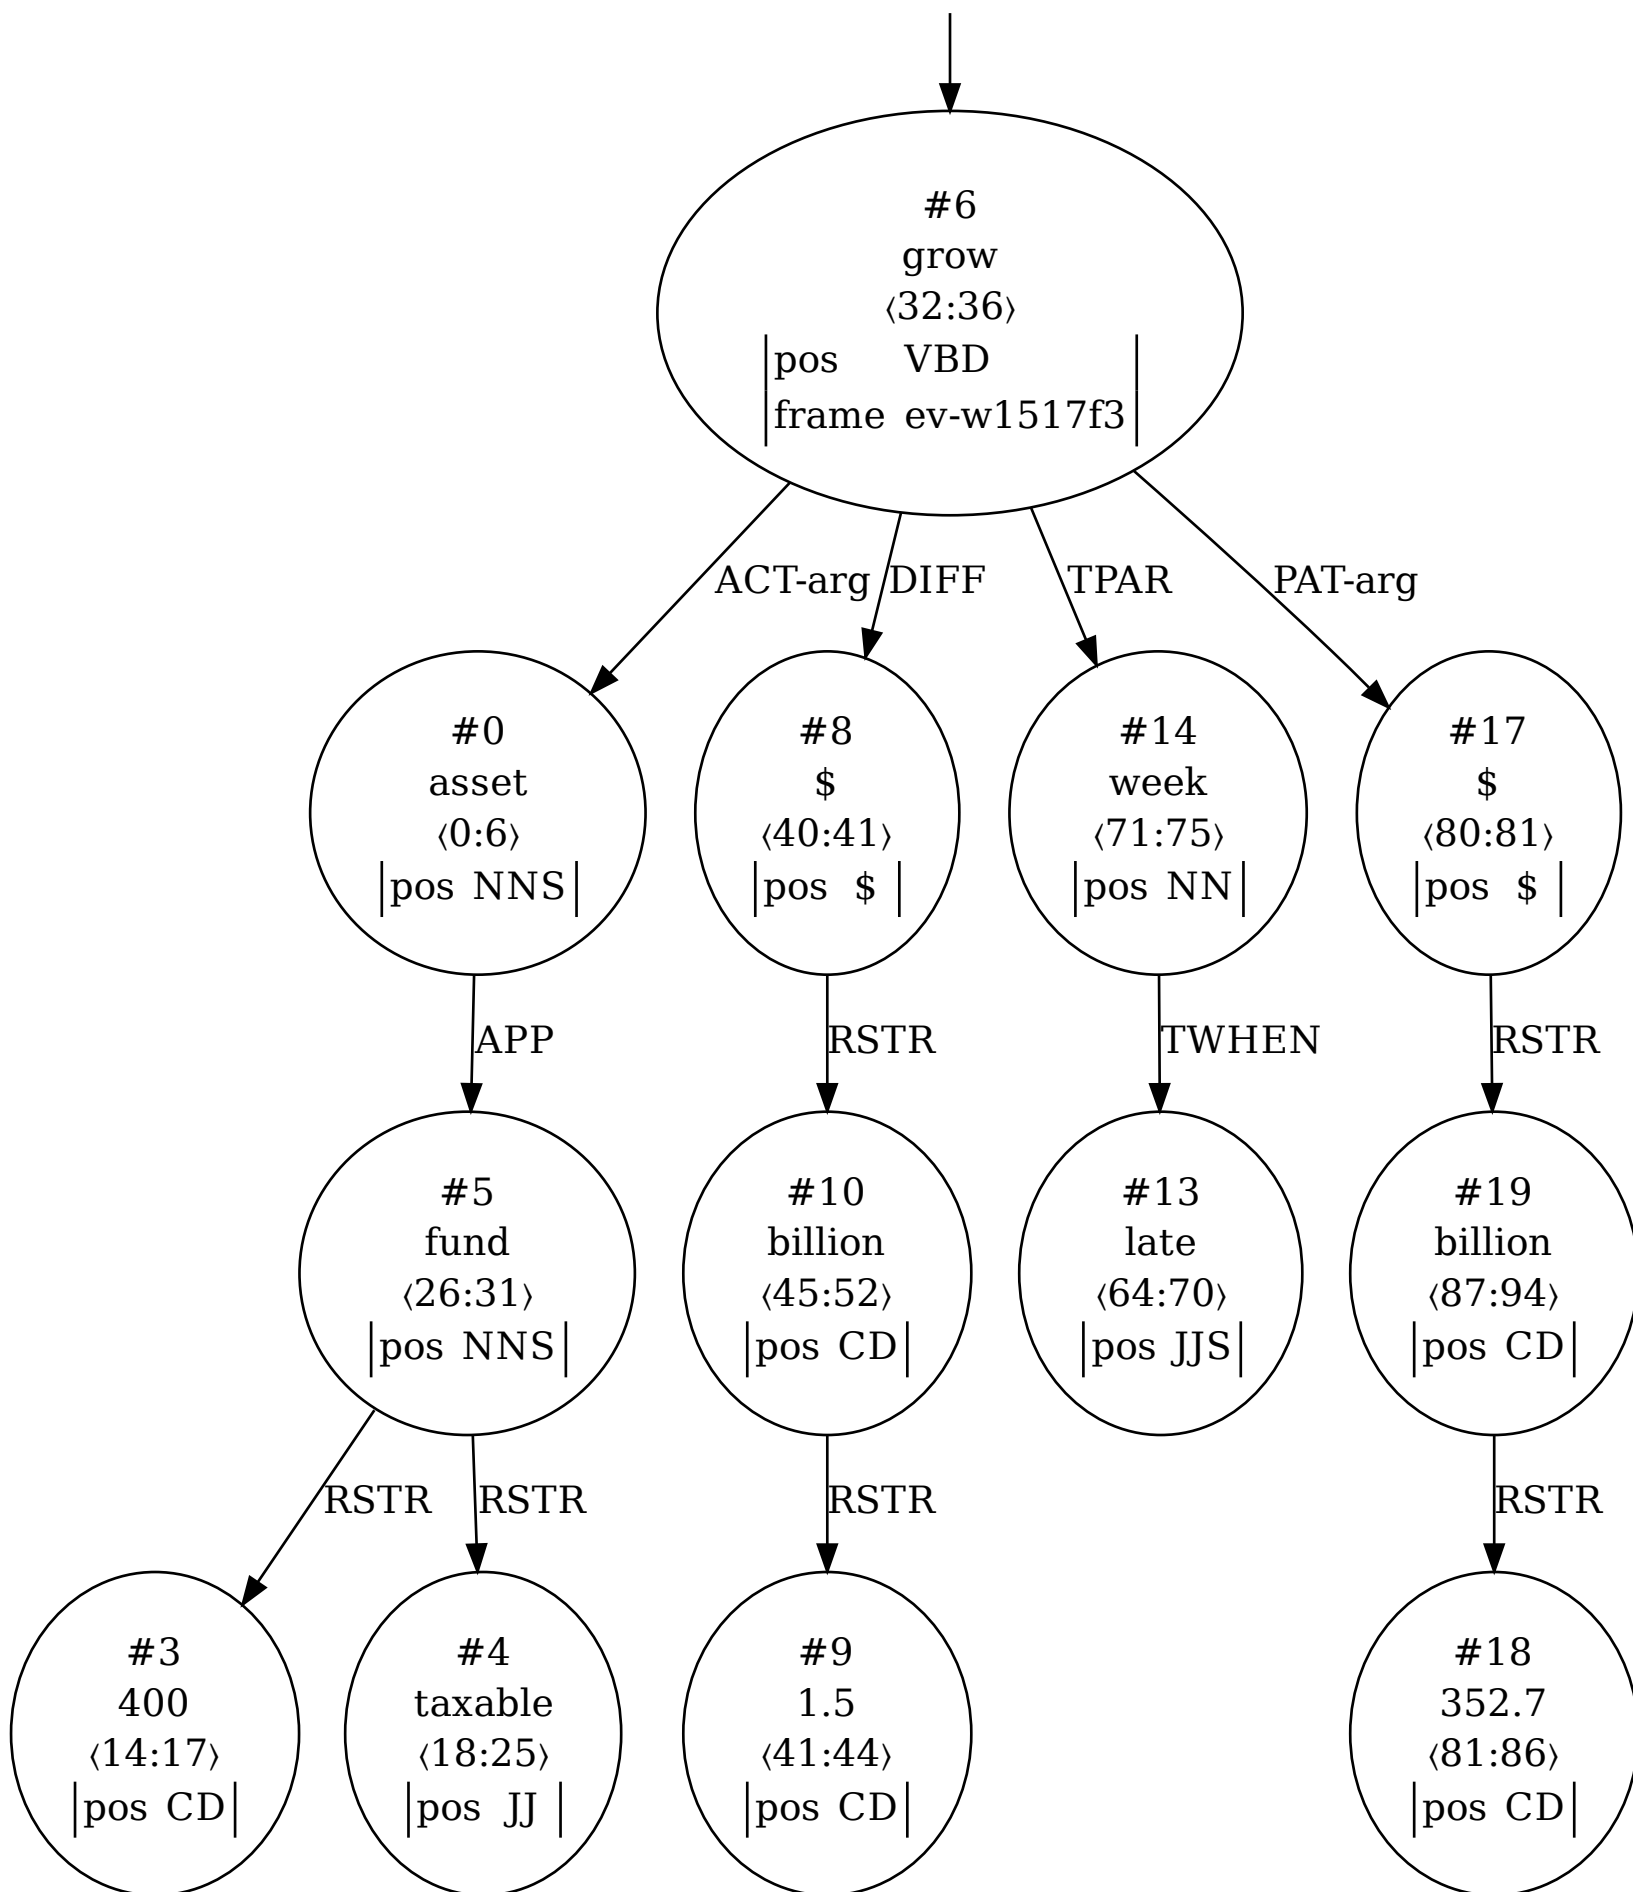 #6
grow
⟨32:36⟩
pos VBD
frame ev-w1517f3
ACT-arg DIFF TPAR PAT-arg
#0
asset
⟨0:6⟩
pos NNS
#8
$
⟨40:41⟩
pos $
#14
week
⟨71:75⟩
pos NN
#17
$
⟨80:81⟩
pos $
APP RSTR TWHEN RSTR
#5
fund
⟨26:31⟩
pos NNS
#10
billion
⟨45:52⟩
pos CD
#13
late
⟨64:70⟩
pos JJS
#19
billion
⟨87:94⟩
pos CD
RSTR RSTR RSTR RSTR
#3
400
⟨14:17⟩
pos CD
#4
taxable
⟨18:25⟩
pos JJ
#9
1.5
⟨41:44⟩
pos CD
#18
352.7
⟨81:86⟩
pos CD